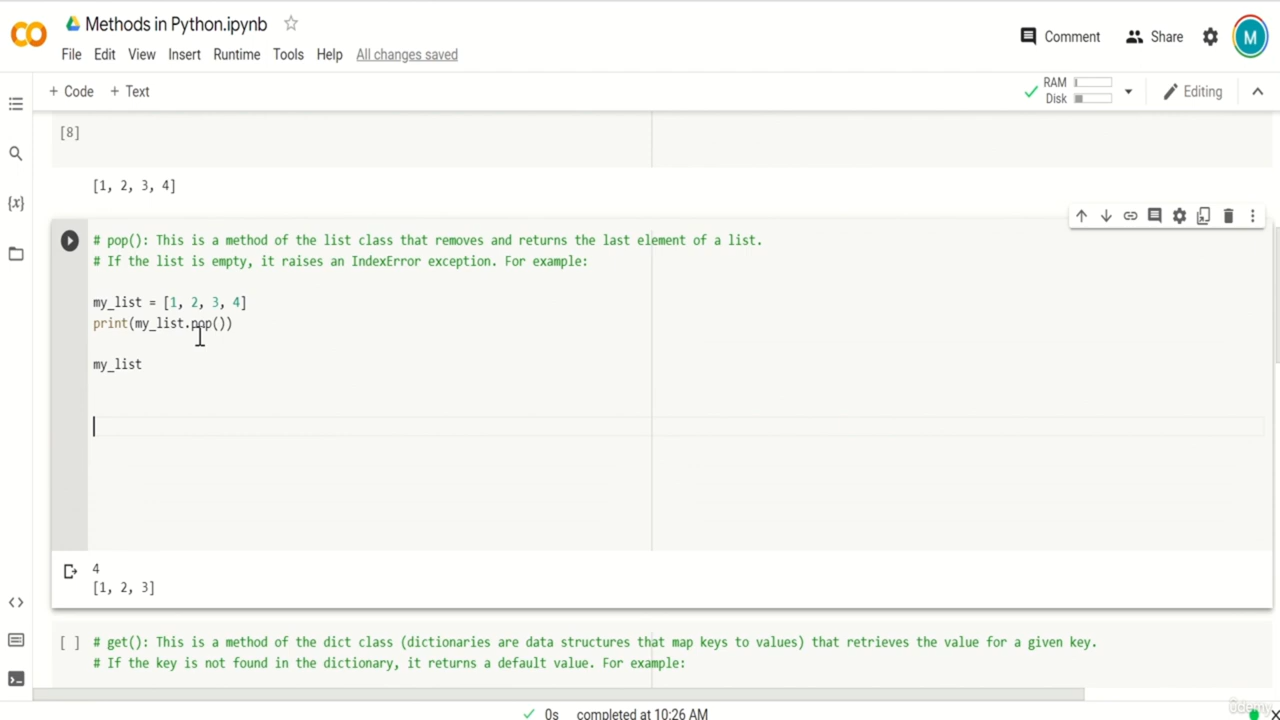 Methods in Python.ipynb
Comment
Share
M
File Edit View Insert Runtime Tools Help All changes saved
+ Code + Text
RAM
Disk
Editing
[8]
[1, 2, 3, 4]
# pop(): This is a method of the list class that removes and returns the last element of a list.
# If the list is empty, it raises an IndexError exception. For example:
my_list = [1, 2, 3, 4]
print(my_list.pop())
my_list
4
[1, 2, 3]
[ ] # get(): This is a method of the dict class (dictionaries are data structures that map keys to values) that retrieves the value for a given key.
# If the key is not found in the dictionary, it returns a default value. For example:
0s completed at 10:26 AM
udemy